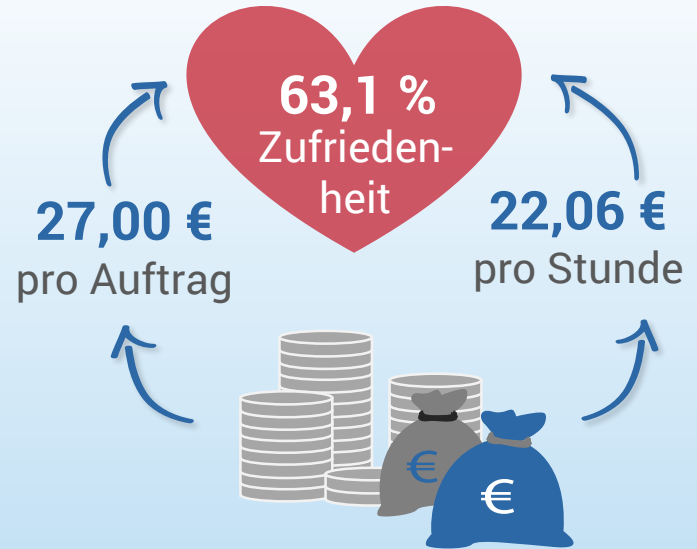 63,1 %
Zufrieden-
heit
27,00 €
pro Auftrag
22,06 €
pro Stunde
€
€